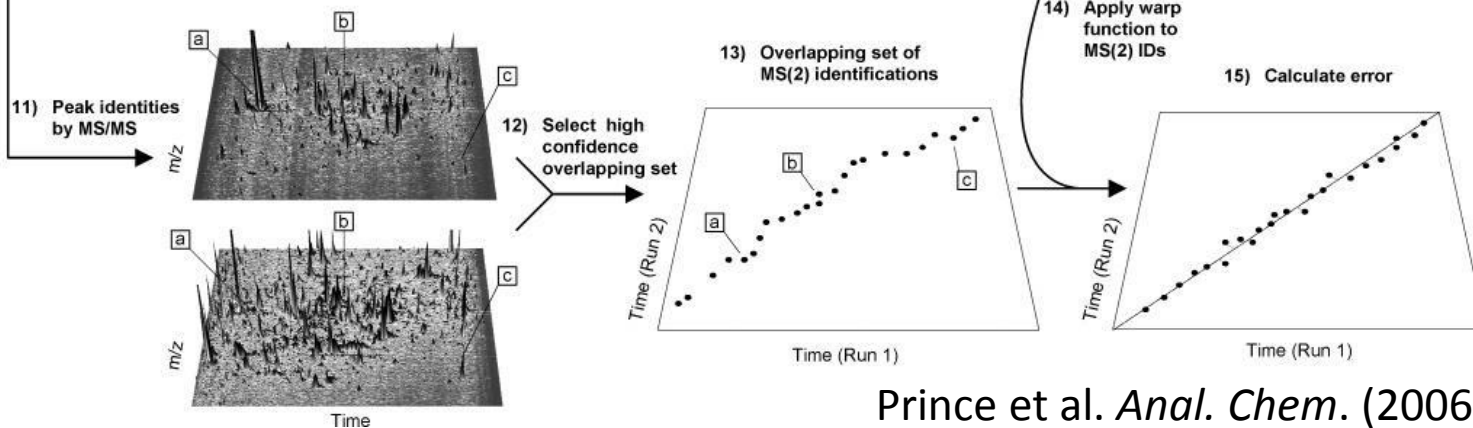 11) Peak identities
by MS/MS
a
b
c
m/z
a
b
c
m/z
Time
12) Select high
confidence
overlapping set
13) Overlapping set of
MS(2) identifications
a
b
c
Time (Run 2)
Time (Run 1)
14) Apply warp
function to
MS(2) IDs
15) Calculate error
Time (Run 2)
Time (Run 1)
Prince et al. Anal. Chem. (2006